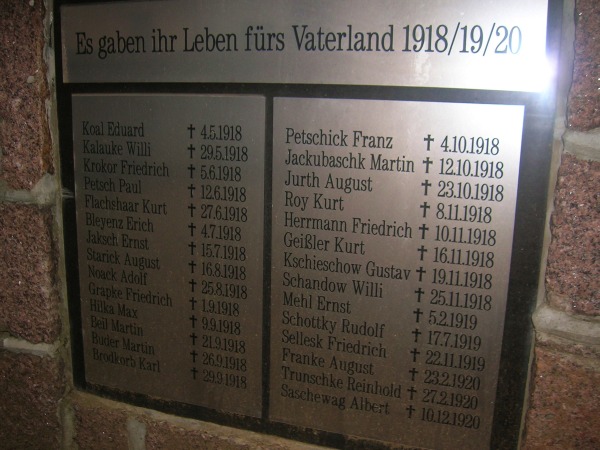 Es gaben ihr Leben fürs Vaterland 1918/19/20
Koal Eduard † 4.5.1918
Kalauke Willi † 29.5.1918
Krokor Friedrich † 5.6.1918
Petsch Paul † 12.6.1918
Flachshaar Kurt † 27.6.1918
Bleyenz Erich † 4.7.1918
Jaksch Ernst † 15.7.1918
Starick August † 16.8.1918
Noack Adolf † 25.8.1918
Grapke Friedrich † 1.9.1918
Hilka Max † 9.9.1918
Beil Martin † 21.9.1918
Buder Martin † 26.9.1918
Brodkorb Karl † 29.9.1918
Petschick Franz † 4.10.1918
Jackubaschk Martin † 12.10.1918
Jurth August † 23.10.1918
Roy Kurt † 8.11.1918
Herrmann Friedrich † 10.11.1918
Geißler Kurt † 16.11.1918
Kschieschow Gustav † 19.11.1918
Schandow Willi † 25.11.1918
Mehl Ernst † 5.2.1919
Schottky Rudolf † 17.7.1919
Sellesk Friedrich † 22.11.1919
Franke August † 23.2.1920
Trunschke Reinhold † 27.2.1920
Saschewag Albert † 10.12.1920